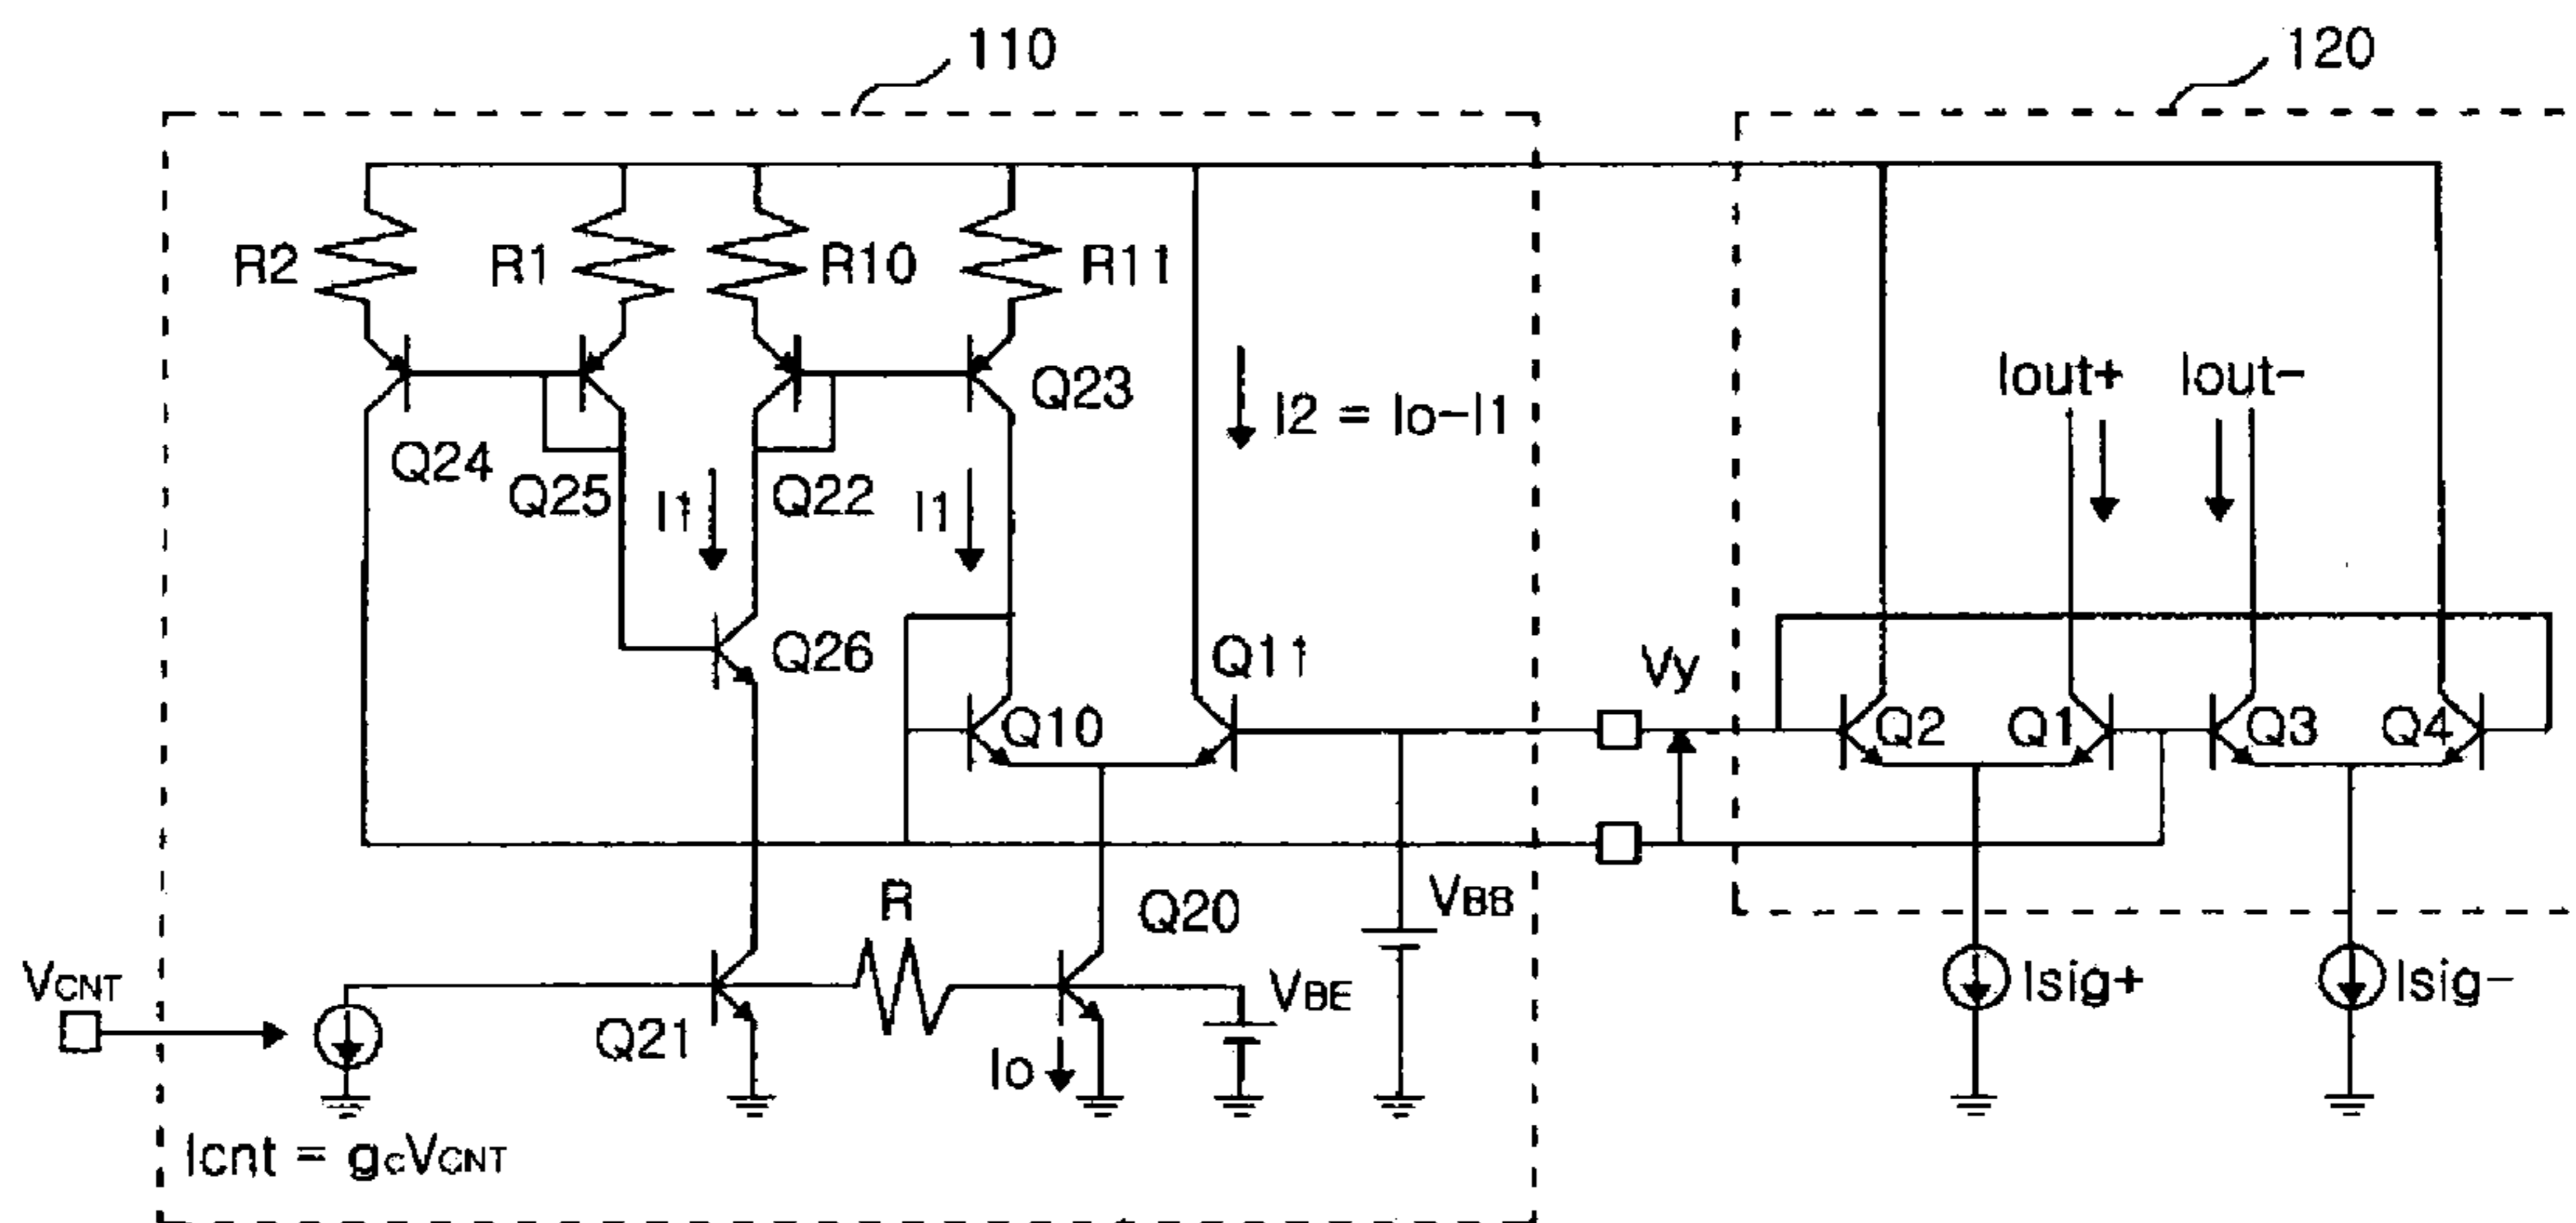 110
120
R2
R1
R10
R11
Q23
I2 = Io-I1
Iout+
Iout-
Q24
Q25
I1
Q22
I1
Q26
Q11
Vy
Q10
Q2
Q1
Q3
Q4
R
Q20
VBB
VCNT
Q21
Io
VBE
Isig+
Isig-
Icnt = gcVCNT